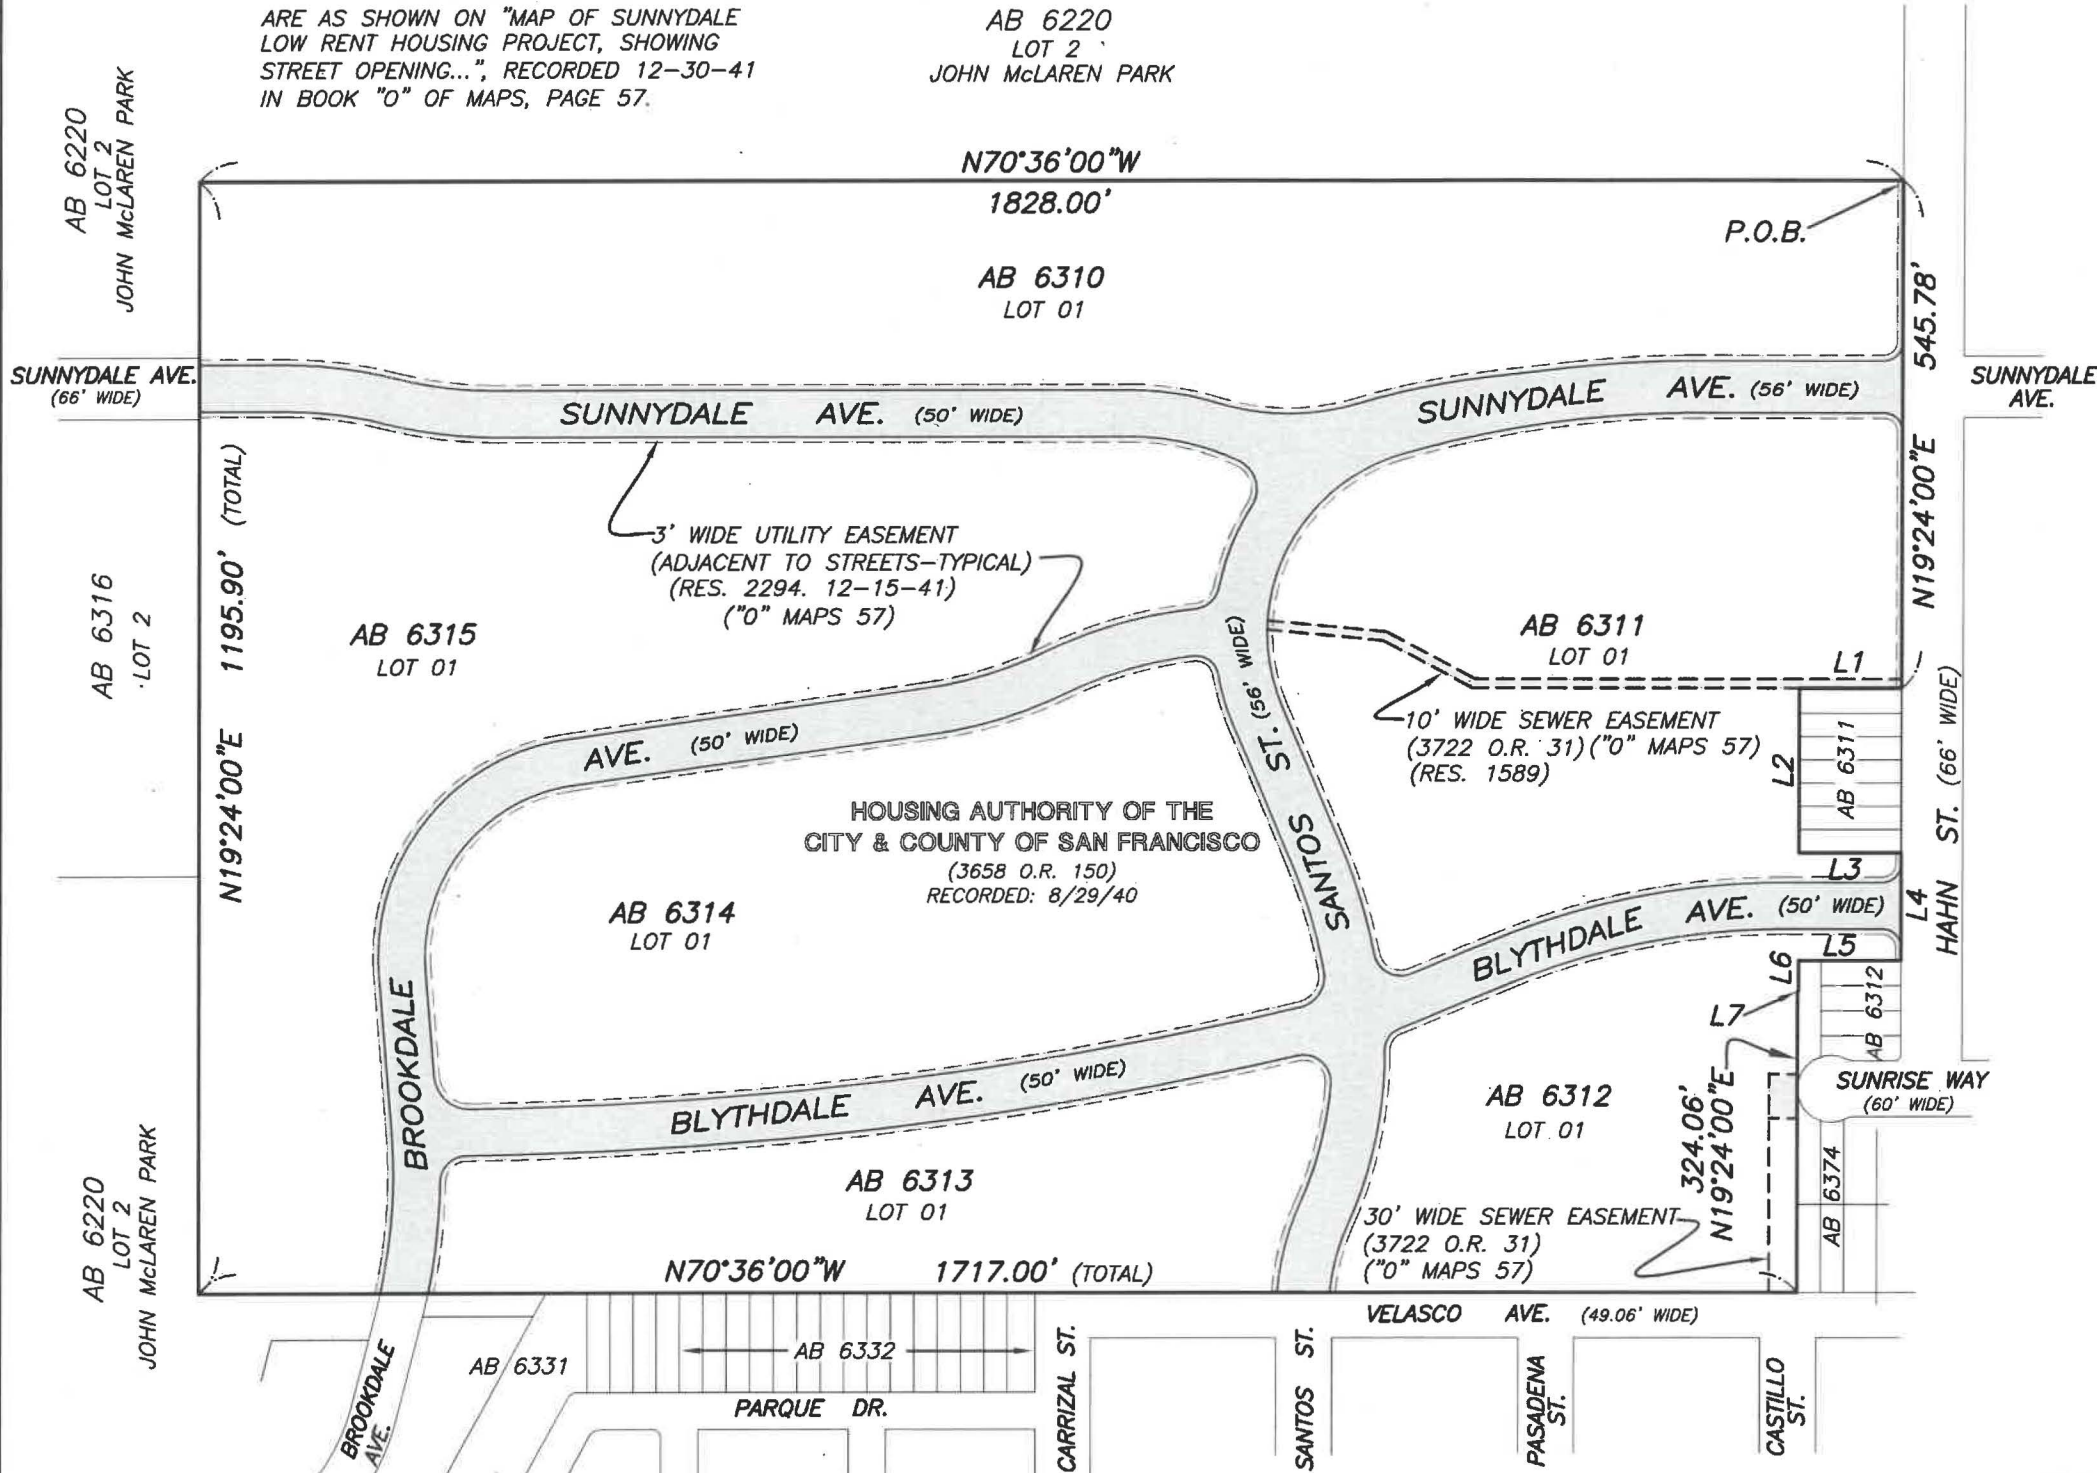 ARE AS SHOWN ON "MAP OF SUNNYDALE
LOW RENT HOUSING PROJECT, SHOWING
STREET OPENING...", RECORDED 12-30-41
IN BOOK "O" OF MAPS, PAGE 57.
AB 6220
LOT 2
JOHN McLAREN PARK
AB 6220
LOT 2
JOHN McLAREN PARK
N70°36'00"W
1828.00'
P.O.B.
AB 6310
LOT 01
545.78'
N19°24'00"E
SUNNYDALE AVE.
(66' WIDE)
SUNNYDALE AVE. (50' WIDE)
SUNNYDALE AVE. (56' WIDE)
SUNNYDALE
AVE.
N19°24'00"E 1195.90' (TOTAL)
3' WIDE UTILITY EASEMENT
(ADJACENT TO STREETS-TYPICAL)
(RES. 2294. 12-15-41)
("O" MAPS 57)
AB 6316
LOT 2
AB 6315
LOT 01
AB 6311
LOT 01
L1
10' WIDE SEWER EASEMENT
(3722 O.R. 31) ("O" MAPS 57)
(RES. 1589)
L2
AB 6311
HAHN ST. (66' WIDE)
SANTOS ST. (56' WIDE)
BROOKDALE AVE. (50' WIDE)
HOUSING AUTHORITY OF THE
CITY & COUNTY OF SAN FRANCISCO
(3658 O.R. 150)
RECORDED: 8/29/40
AB 6314
LOT 01
L3
L4
BLYTHDALE AVE. (50' WIDE)
L5
L6
L7
AB 6312
BLYTHDALE AVE. (50' WIDE)
AB 6312
LOT 01
324.06'
N19°24'00"E
SUNRISE WAY
(60' WIDE)
AB 6374
AB 6313
LOT 01
30' WIDE SEWER EASEMENT
(3722 O.R. 31)
("O" MAPS 57)
AB 6220
LOT 2
JOHN McLAREN PARK
N70°36'00"W 1717.00' (TOTAL)
VELASCO AVE. (49.06' WIDE)
BROOKDALE
AVE.
AB 6331
AB 6332
PARQUE DR.
CARRIZAL ST.
SANTOS ST.
PASADENA
ST.
CASTILLO
ST.